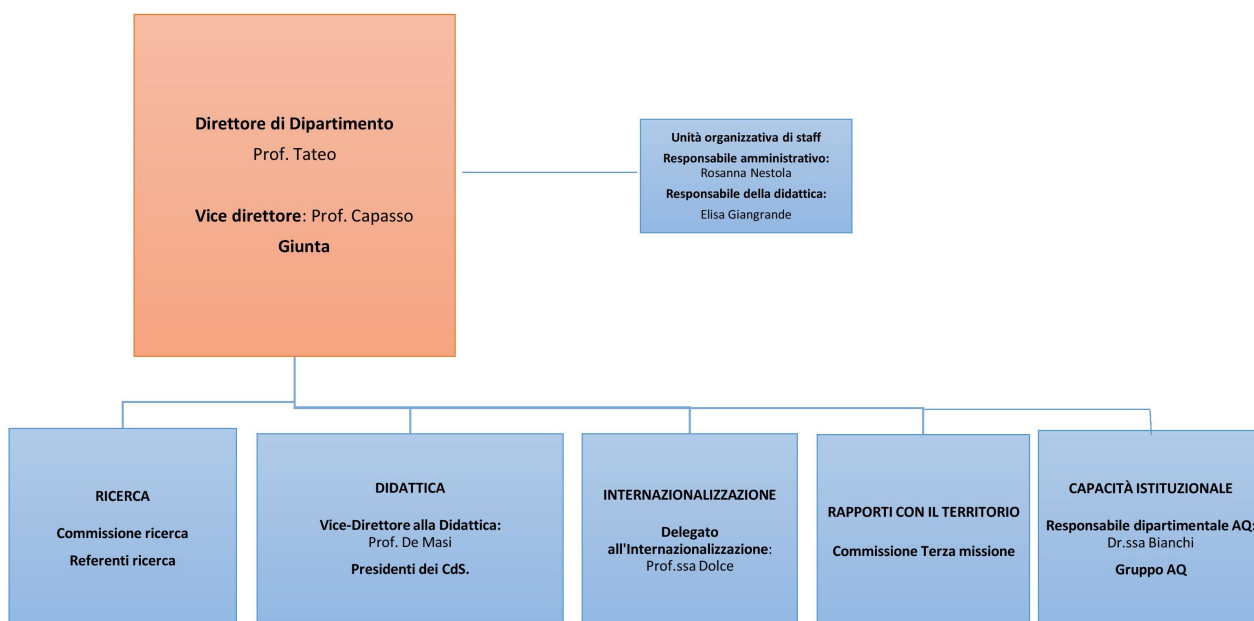 Direttore di Dipartimento
Prof. Tateo
Vice direttore: Prof. Capasso
Giunta
Unità organizzativa di staff
Responsabile amministrativo:
Rosanna Nestola
Responsabile della didattica:
Elisa Giangrande
RICERCA
Commissione ricerca
Referenti ricerca
DIDATTICA
Vice-Direttore alla Didattica:
Prof. De Masi
Presidenti dei CdS.
INTERNAZIONALIZZAZIONE
Delegato
all'Internazionalizzazione:
Prof.ssa Dolce
RAPPORTI CON IL TERRITORIO
Commissione Terza missione
CAPACITÀ ISTITUZIONALE
Responsabile dipartimentale AQ:
Dr.ssa Bianchi
Gruppo AQ